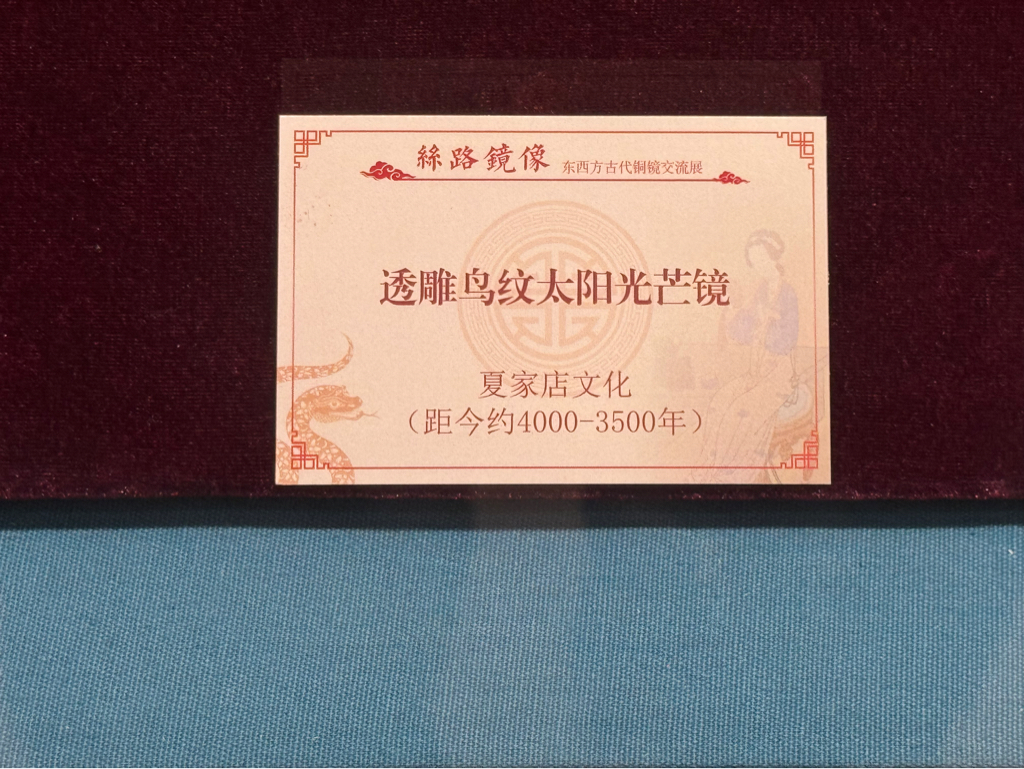 絲路鏡像 东西方古代铜镜交流展
透雕鸟纹太阳光芒镜
夏家店文化
（距今约4000-3500年）